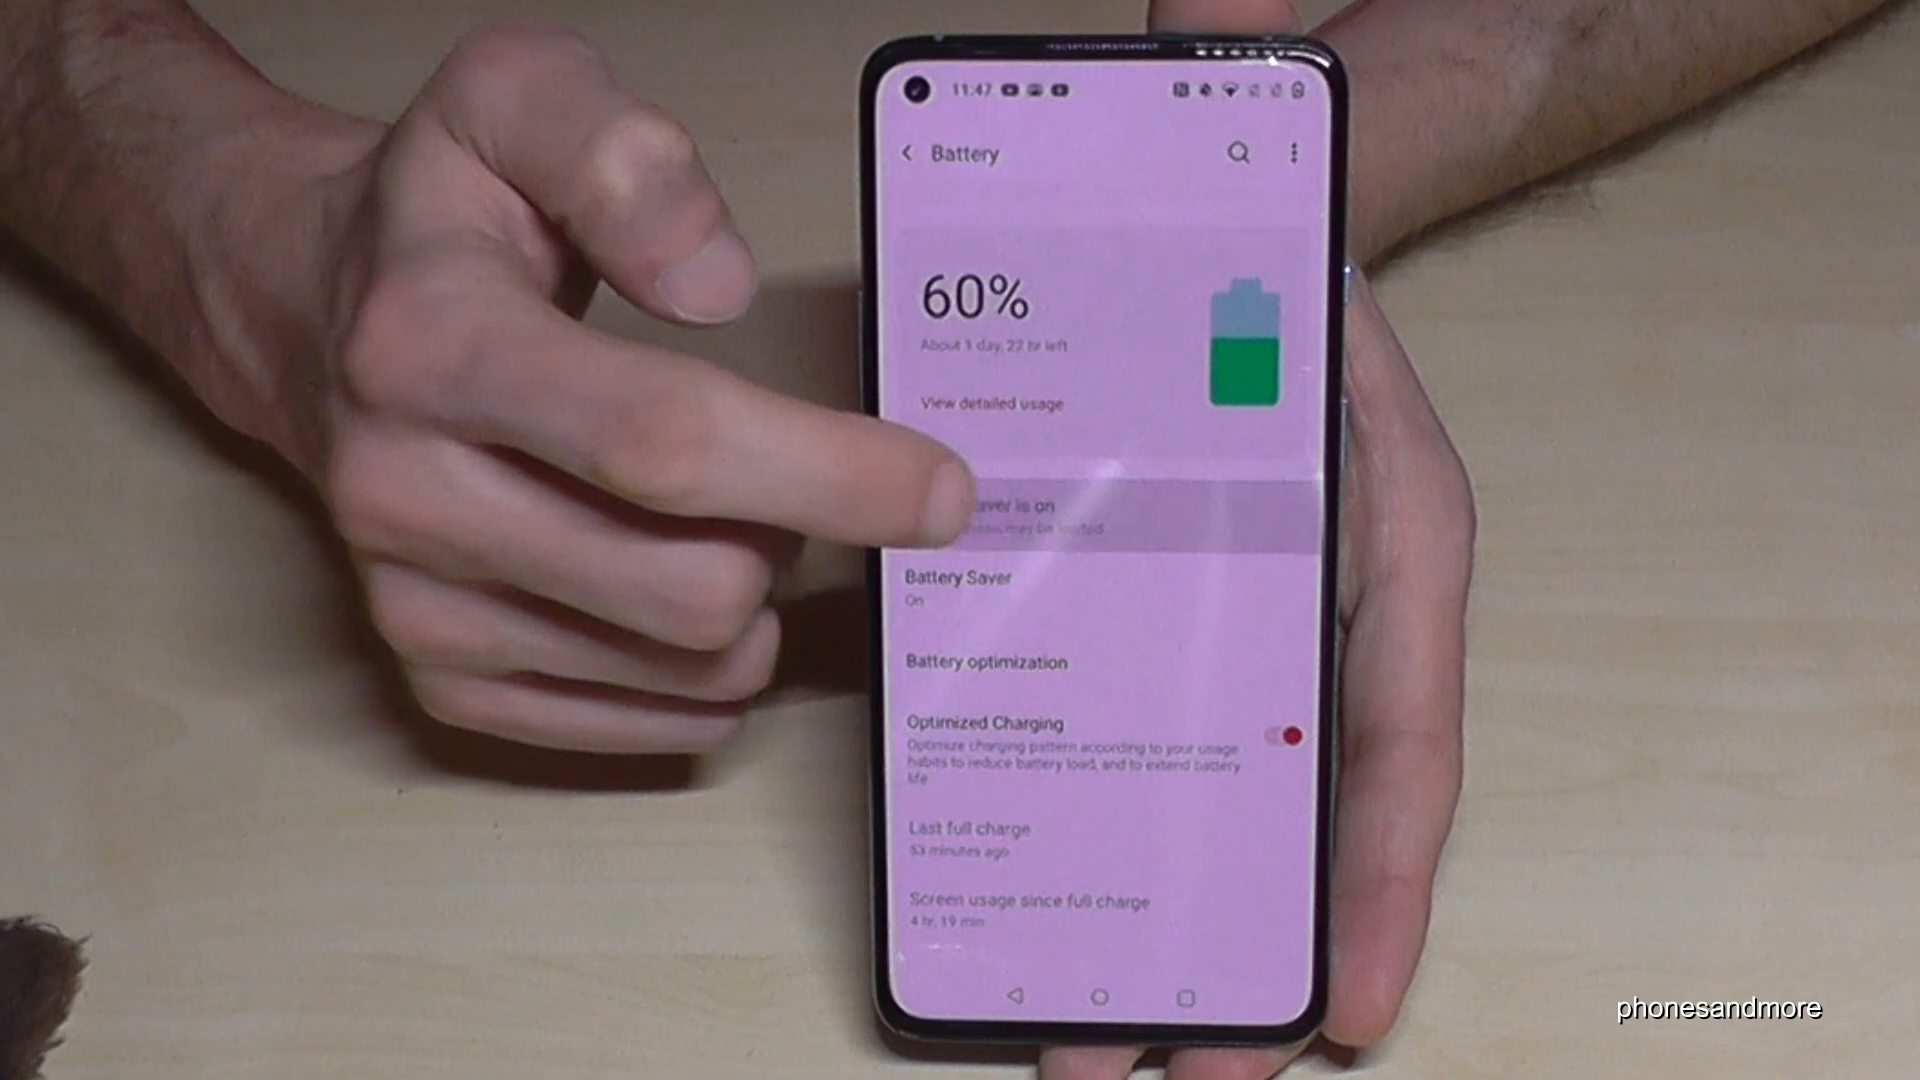 11:47
Battery
60%
About 1 day, 22 hr left
View detailed usage
is on
may be
Battery Saver
On
Battery optimization
Optimized Charging
Optimize charging pattern according to your usage
habits to reduce battery load, and to extend battery
life
Last full charge
53 minutes ago
Screen usage since full charge
4 hr, 19 min
phonesandmore